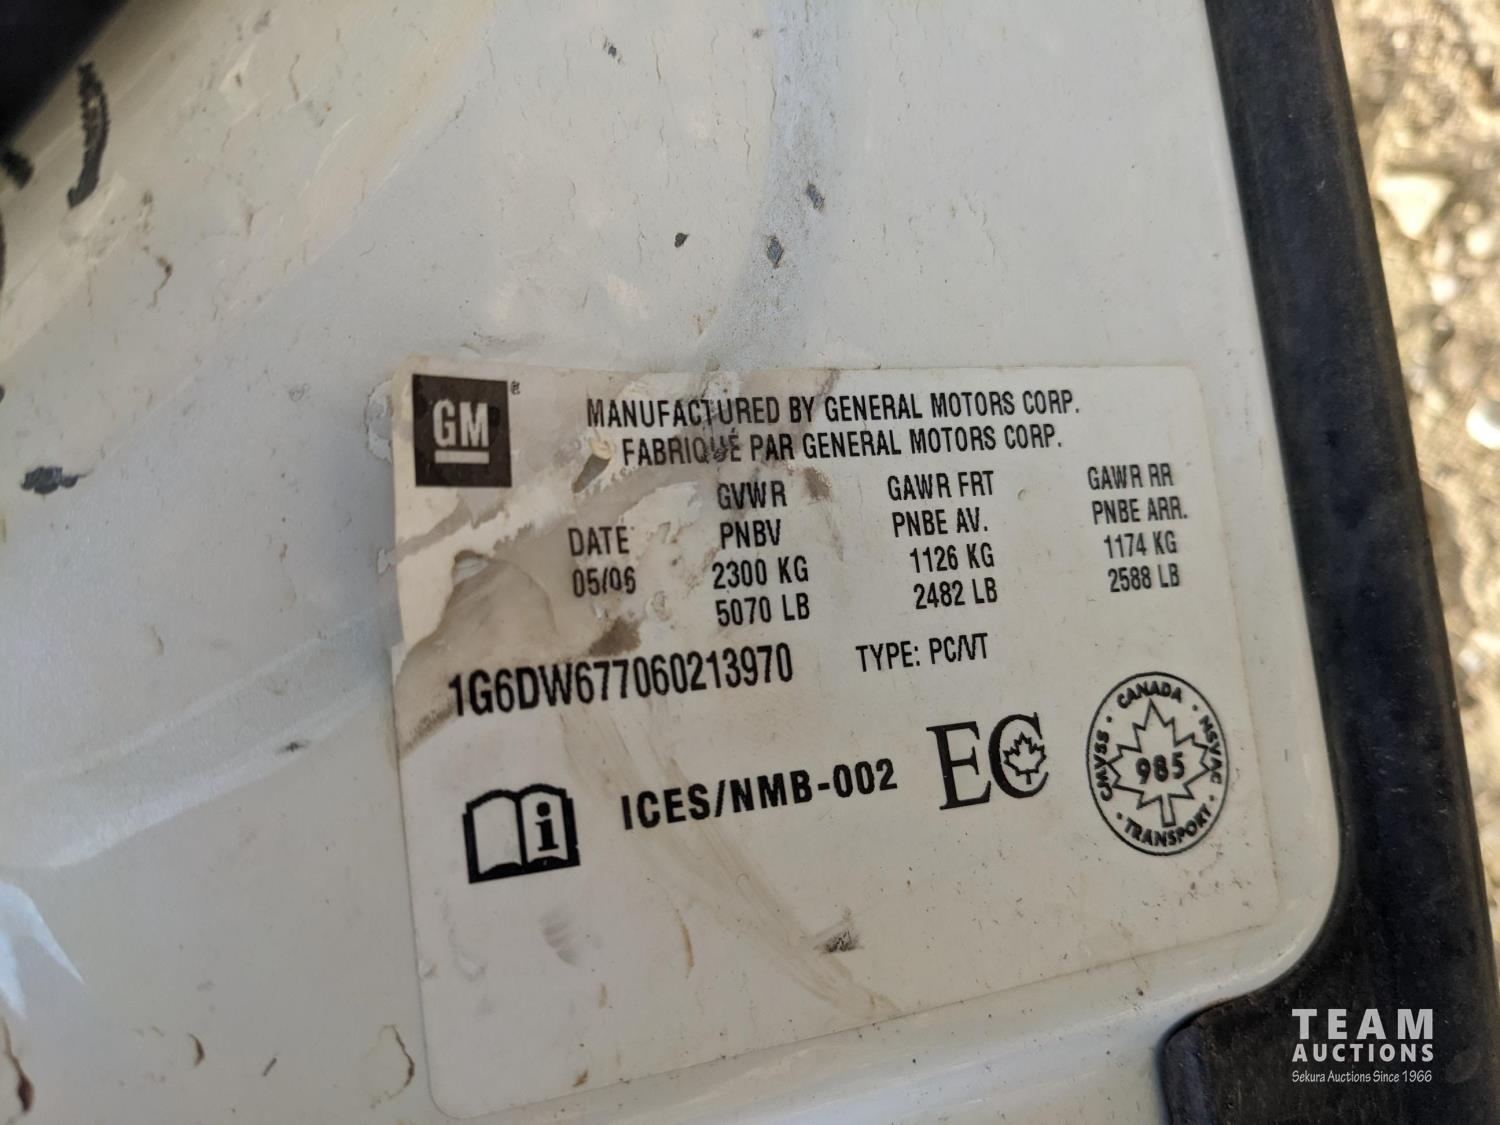 GM®
MANUFACTURED BY GENERAL MOTORS CORP.
FABRIQUÉ PAR GENERAL MOTORS CORP.
DATE
05/06
GVWR
PNBV
2300 KG
5070 LB
GAWR FRT
PNBE AV.
1126 KG
2482 LB
GAWR RR
PNBE ARR.
1174 KG
2588 LB
1G6DW677060213970
TYPE: PC/VT
i
ICES/NMB-002
EC
CANADA
NSVAC
TRANSPORT
CMVSS
985
TEAM
AUCTIONS
Sekura Auctions Since 1966